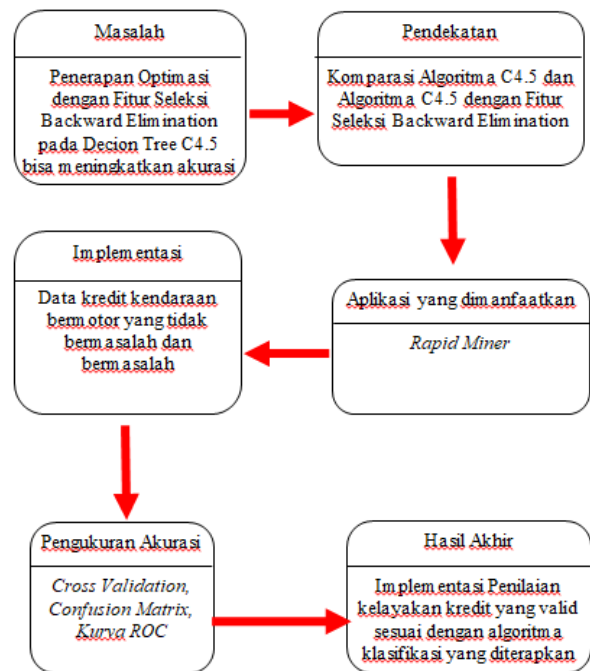 Masalah
Penerapan Optimasi
dengan Fitur Seleksi
Backward Elimination
pada Decion Tree C4.5
bisa meningkatkan akurasi
Pendekatan
Komparasi Algoritma C4.5 dan
Algoritma C4.5 dengan Fitur
Seleksi Backward Elimination
Aplikasi yang dimanfaatkan
Rapid Miner
Implementasi
Data kredit kendaraan
bermotor yang tidak
bermasalah dan
bermasalah
Pengukuran Akurasi
Cross Validation,
Confusion Matrix,
Kurva ROC
Hasil Akhir
Implementasi Penilaian
kelayakan kredit yang valid
sesuai dengan algoritma
klasifikasi yang diterapkan